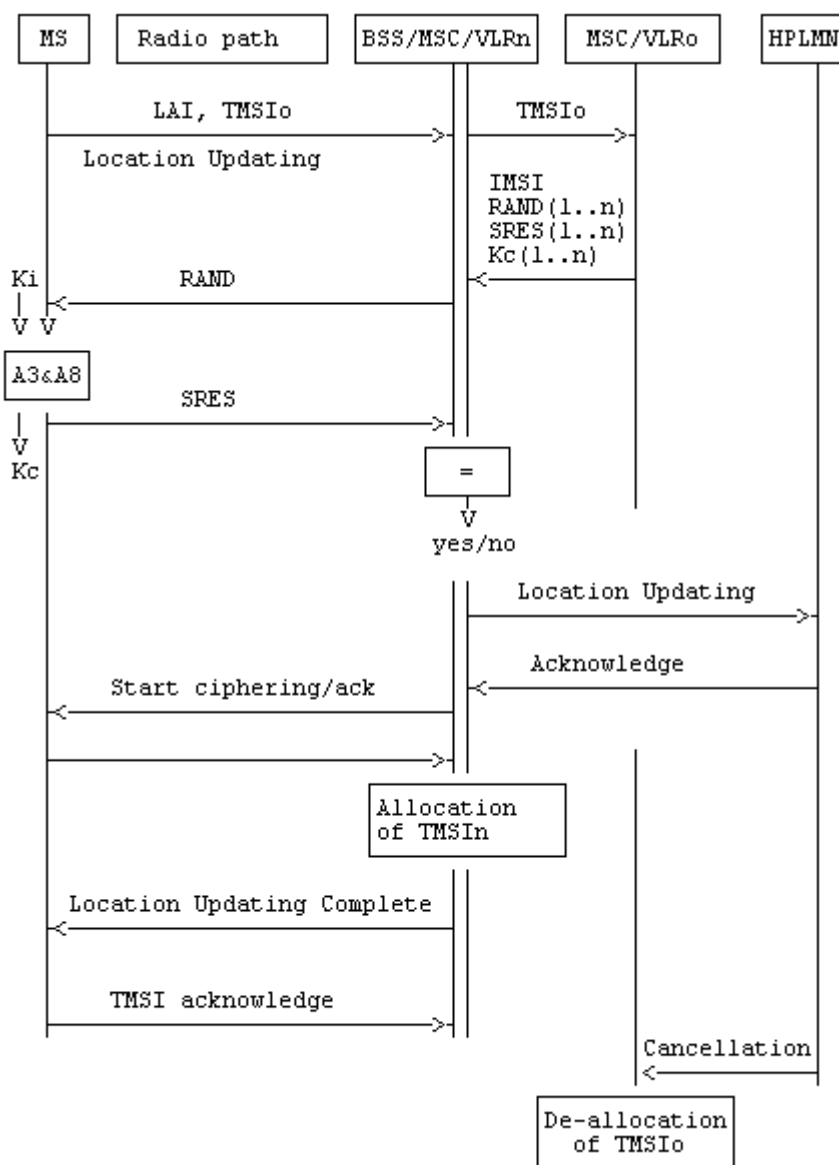 MS
Radio path
BSS/MSC/VLRn
MSC/VLRo
HPLMN
LAI, TMSIo
TMSIo
Location Updating
IMSI
RAND(1..n)
SRES(1..n)
Kc(1..n)
Ki
RAND
V V
A3&A8
SRES
V
Kc
=
V
yes/no
Location Updating
Acknowledge
Start ciphering/ack
Allocation
of TMSIn
Location Updating Complete
TMSI acknowledge
Cancellation
De-allocation
of TMSIo